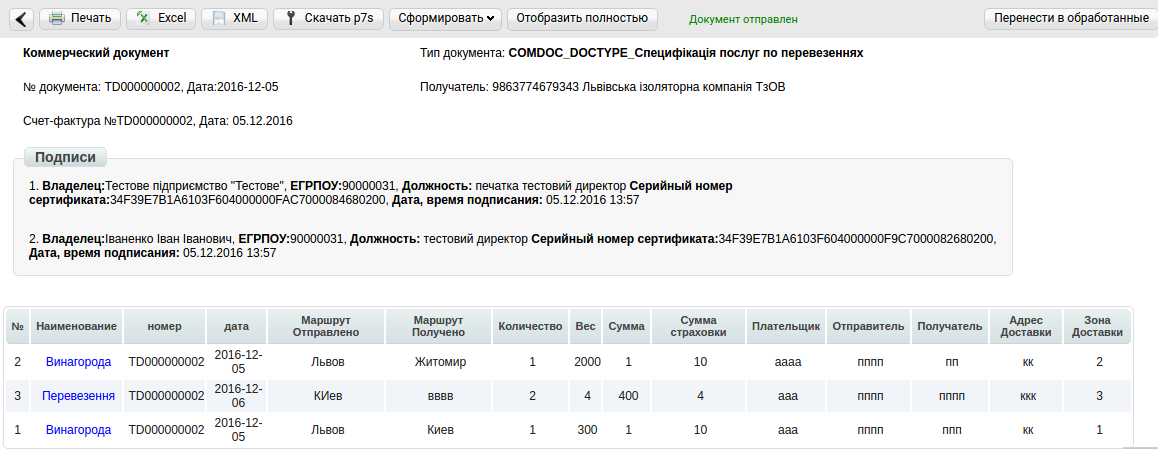 Печать Excel XML Скачать p7s Сформировать Отобразить полностью Документ отправлен Перенести в обработанные
Коммерческий документ Тип документа: COMDOC_DOCTYPE_Специфікація послуг по перевезеннях
№ документа: TD000000002, Дата:2016-12-05 Получатель: 9863774679343 Львівська ізоляторна компанія ТзОВ
Счет-фактура №TD000000002, Дата: 05.12.2016
Подписи
1. Владелец:Тестове підприємство "Тестове", ЕГРПОУ:90000031, Должность: печатка тестовий директор Серийный номер
сертификата:34F39E7B1A6103F604000000FAC7000084680200, Дата, время подписания: 05.12.2016 13:57
2. Владелец:Іваненко Іван Іванович, ЕГРПОУ:90000031, Должность: тестовий директор Серийный номер сертификата:34F39E7B1A6103F604000000F9C7000082680200,
Дата, время подписания: 05.12.2016 13:57
№ Наименование номер дата Маршрут Отправлено Маршрут Получено Количество Вес Сумма Сумма страховки Плательщик Отправитель Получатель Адрес Доставки Зона Доставки
2 Винагорода TD000000002 2016-12-05 Львов Житомир 1 2000 1 10 аааа пппп пп кк 2
3 Перевезення TD000000002 2016-12-06 КИев вввв 2 4 400 4 ааа пппп пппп ккк 3
1 Винагорода TD000000002 2016-12-05 Львов Киев 1 300 1 10 ааа пппп ппп кк 1